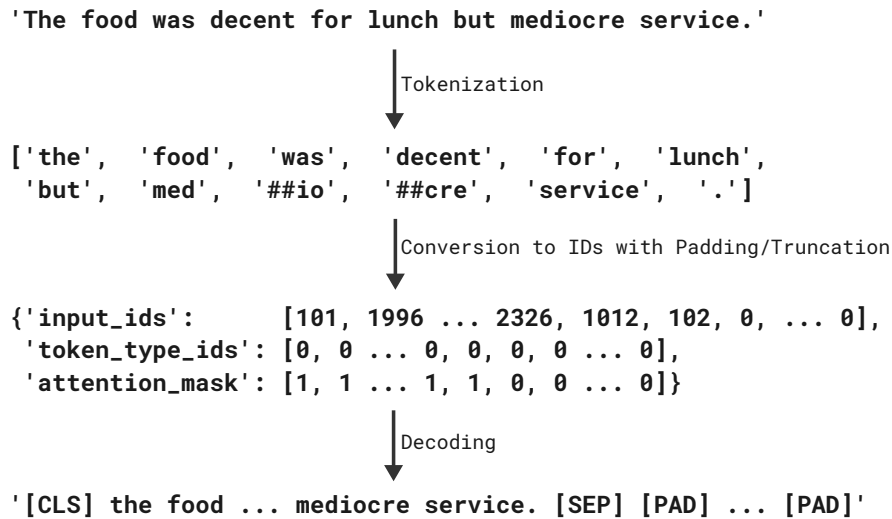 'The food was decent for lunch but mediocre service.'
Tokenization
['the', 'food', 'was', 'decent', 'for', 'lunch',
'but', 'med', '##io', '##cre', 'service', '.']
Conversion to IDs with Padding/Truncation
{'input_ids': [101, 1996 ... 2326, 1012, 102, 0, ... 0],
'token_type_ids': [0, 0 ... 0, 0, 0, 0 ... 0],
'attention_mask': [1, 1 ... 1, 1, 0, 0 ... 0]}
Decoding
'[CLS] the food ... mediocre service. [SEP] [PAD] ... [PAD]'